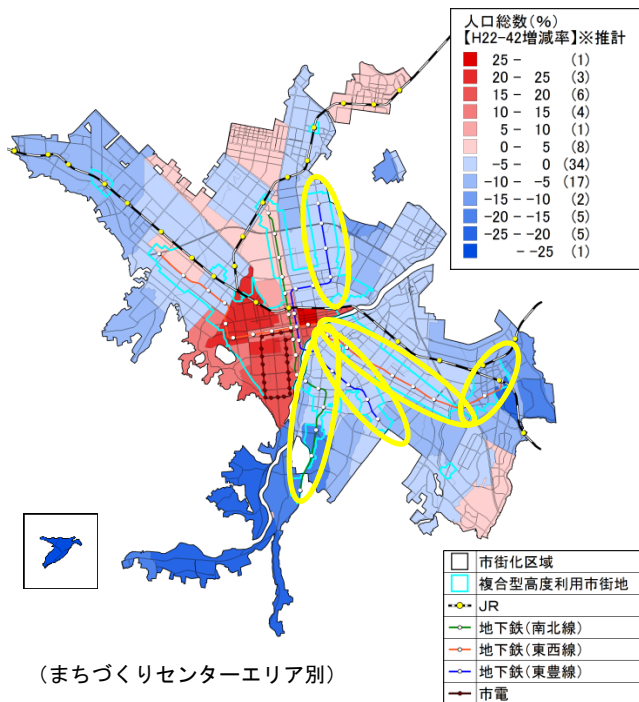 人口総数(%)
【H22-42増減率】※推計
25 - (1)
20 - 25 (3)
15 - 20 (6)
10 - 15 (4)
5 - 10 (1)
0 - 5 (8)
-5 - 0 (34)
-10 - -5 (17)
-15 - -10 (2)
-20 - -15 (5)
-25 - -20 (5)
- -25 (1)
市街化区域
複合型高度利用市街地
JR
地下鉄(南北線)
地下鉄(東西線)
地下鉄(東豊線)
市電
(まちづくりセンターエリア別)